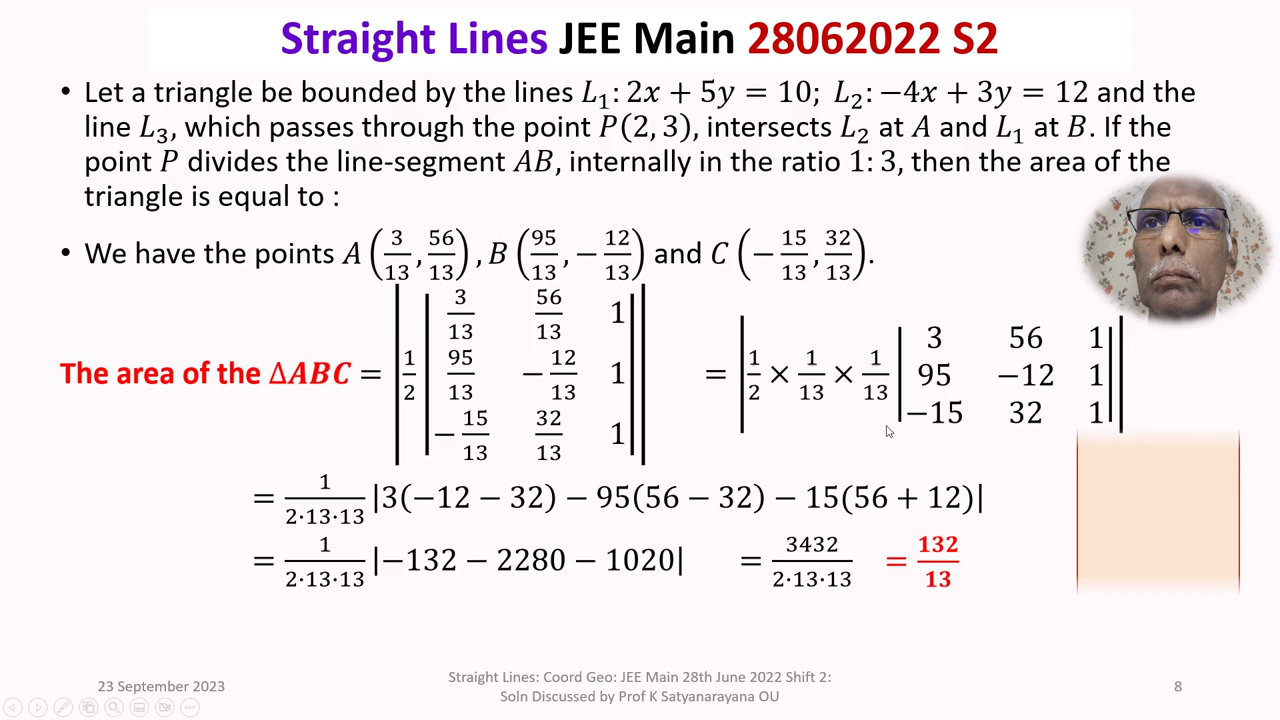 Straight Lines JEE Main 28062022 S2
• Let a triangle be bounded by the lines L₁: 2x + 5y = 10; L₂: −4x + 3y = 12 and the
line L₃, which passes through the point P(2, 3), intersects L₂ at A and L₁ at B. If the
point P divides the line-segment AB, internally in the ratio 1: 3, then the area of the
triangle is equal to :
• We have the points A (3/13, 56/13), B (95/13, −12/13) and C (−15/13, 32/13).
The area of the ΔABC = |1/2 |3/13 56/13 1; 95/13 −12/13 1; −15/13 32/13 1|| = |1/2 × 1/13 × 1/13 |3 56 1; 95 −12 1; −15 32 1||
= 1/(2·13·13) |3(−12 − 32) − 95(56 − 32) − 15(56 + 12)|
= 1/(2·13·13) |−132 − 2280 − 1020| = 3432/(2·13·13) = 132/13
23 September 2023
Straight Lines: Coord Geo: JEE Main 28th June 2022 Shift 2:
Soln Discussed by Prof K Satyanarayana OU
8